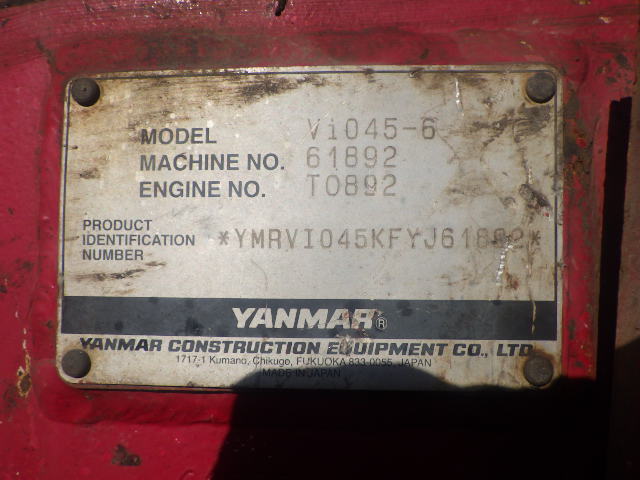 MODEL Vi045-6
MACHINE NO. 61892
ENGINE NO. T0892
PRODUCT
IDENTIFICATION
NUMBER
*YMRVI045KFYJ61892*
YANMAR®
YANMAR CONSTRUCTION EQUIPMENT CO., LTD.
1717-1 Kumano, Chikugo, FUKUOKA 833-0055, JAPAN
MADE IN JAPAN